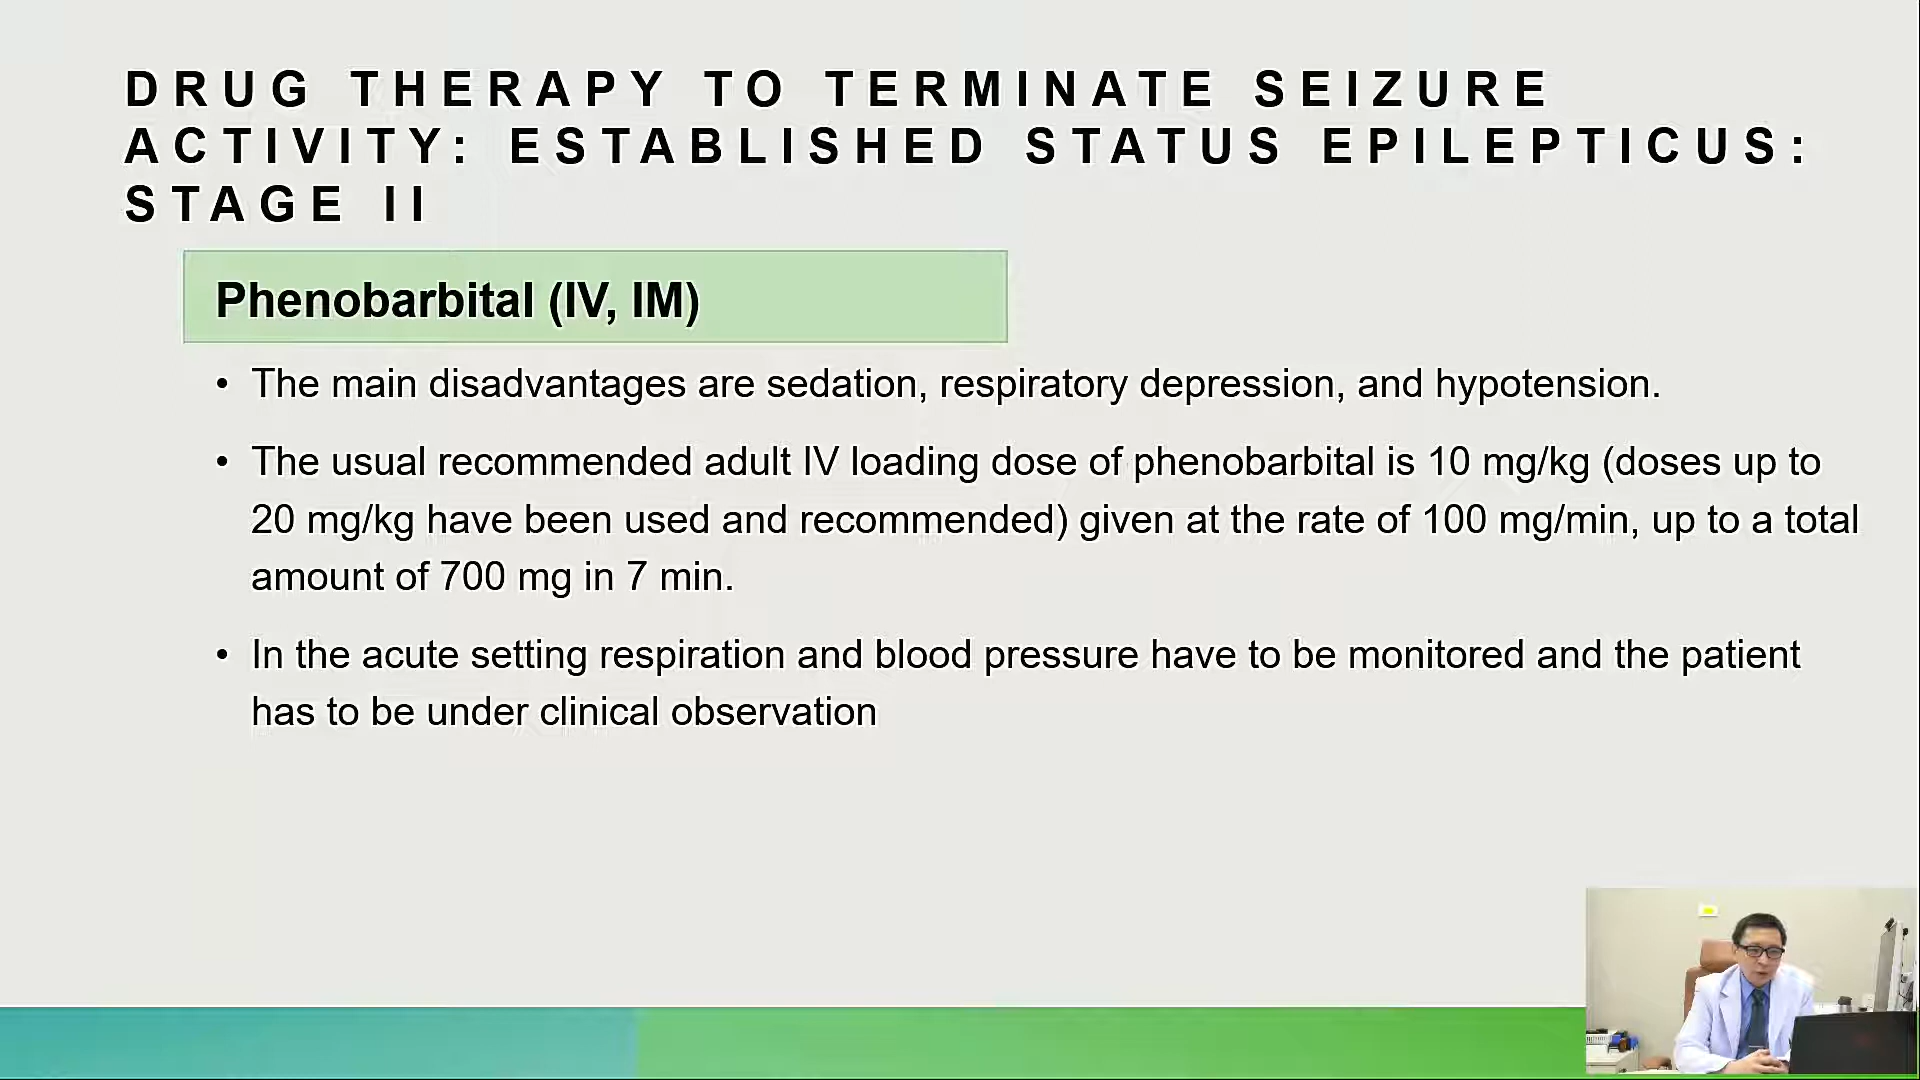 DRUG THERAPY TO TERMINATE SEIZURE
ACTIVITY: ESTABLISHED STATUS EPILEPTICUS:
STAGE II
Phenobarbital (IV, IM)
• The main disadvantages are sedation, respiratory depression, and hypotension.
• The usual recommended adult IV loading dose of phenobarbital is 10 mg/kg (doses up to
20 mg/kg have been used and recommended) given at the rate of 100 mg/min, up to a total
amount of 700 mg in 7 min.
• In the acute setting respiration and blood pressure have to be monitored and the patient
has to be under clinical observation